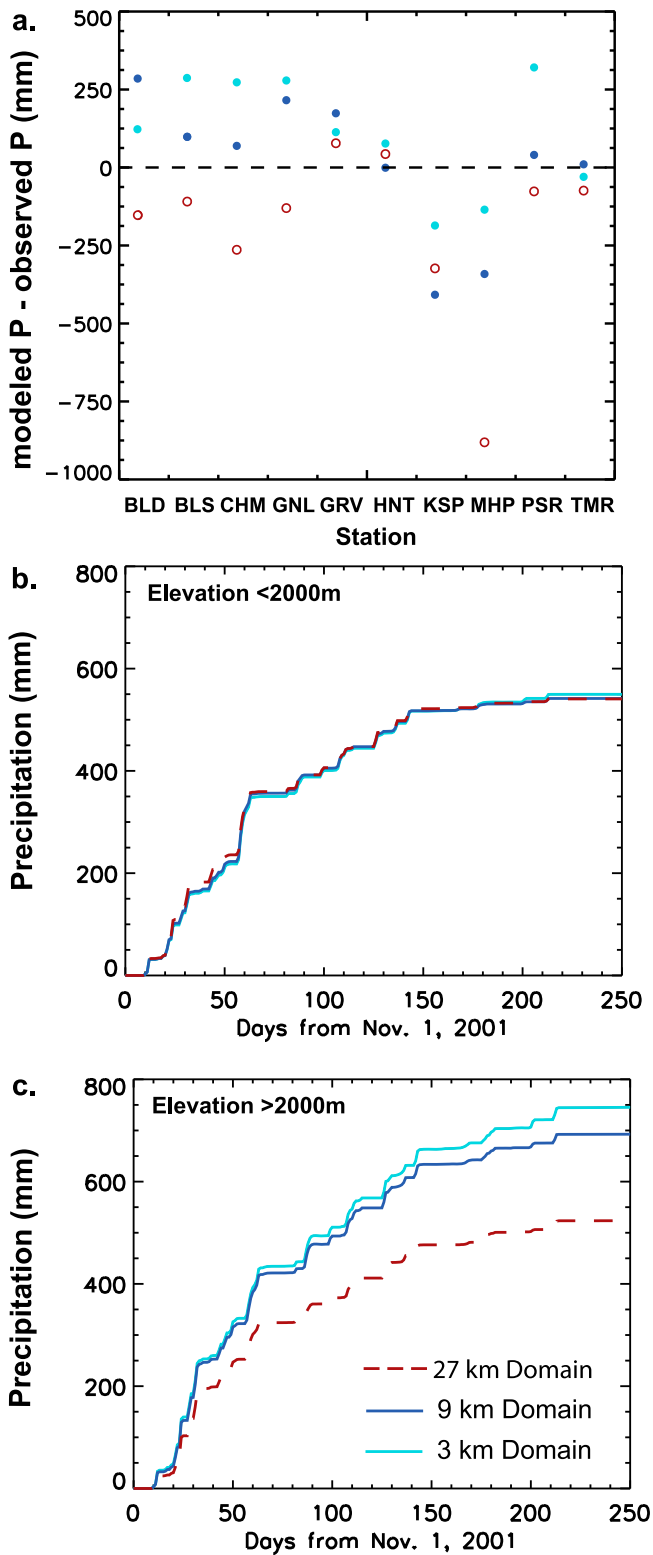 a.
modeled P - observed P (mm)
500
250
0
−250
−500
−750
−1000
BLD BLS CHM GNL GRV HNT KSP MHP PSR TMR
Station
b.
Elevation <2000m
Precipitation (mm)
800
600
400
200
0
0 50 100 150 200 250
Days from Nov. 1, 2001
c.
Elevation >2000m
Precipitation (mm)
800
600
400
200
0
27 km Domain
9 km Domain
3 km Domain
0 50 100 150 200 250
Days from Nov. 1, 2001